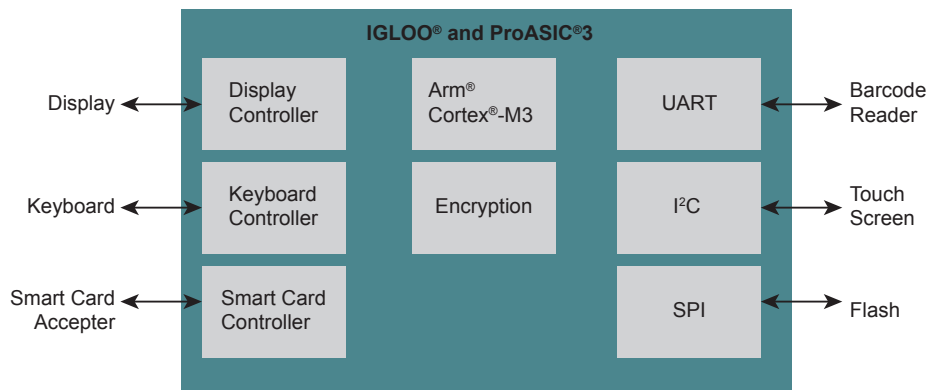 IGLOO® and ProASIC®3
Display
Display
Controller
Arm®
Cortex®-M3
UART
Barcode
Reader
Keyboard
Keyboard
Controller
Encryption
I²C
Touch
Screen
Smart Card
Accepter
Smart Card
Controller
SPI
Flash